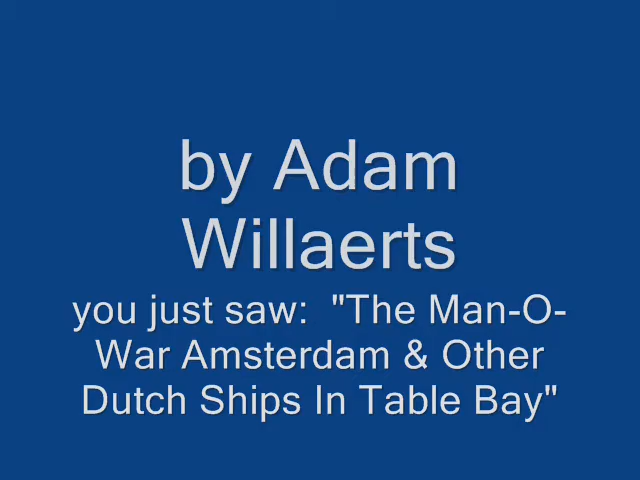 by Adam
Willaerts
you just saw:  "The Man-O-
War Amsterdam & Other
Dutch Ships In Table Bay"